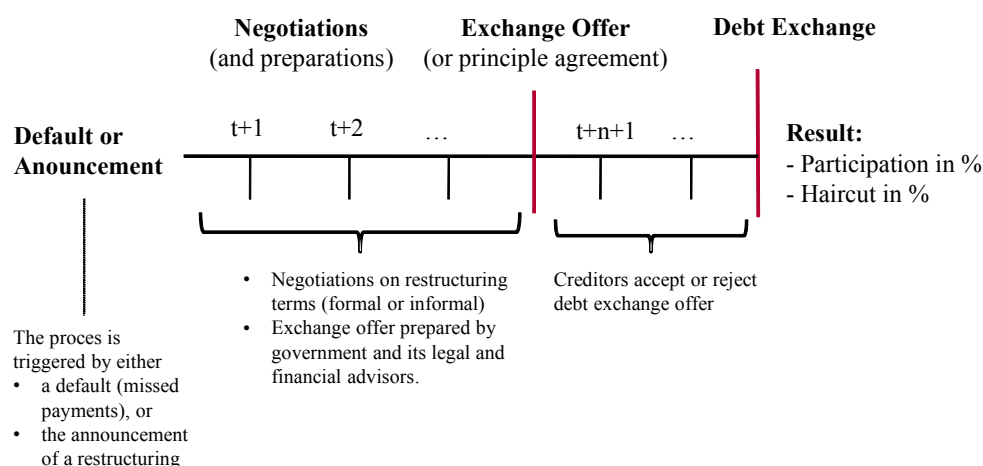 Negotiations
(and preparations)
Exchange Offer
(or principle agreement)
Debt Exchange
Default or
Anouncement
t+1
t+2
…
t+n+1
…
Result:
- Participation in %
- Haircut in %
• Negotiations on restructuring
terms (formal or informal)
• Exchange offer prepared by
government and its legal and
financial advisors.
Creditors accept or reject
debt exchange offer
The proces is
triggered by either
• a default (missed
payments), or
• the announcement
of a restructuring